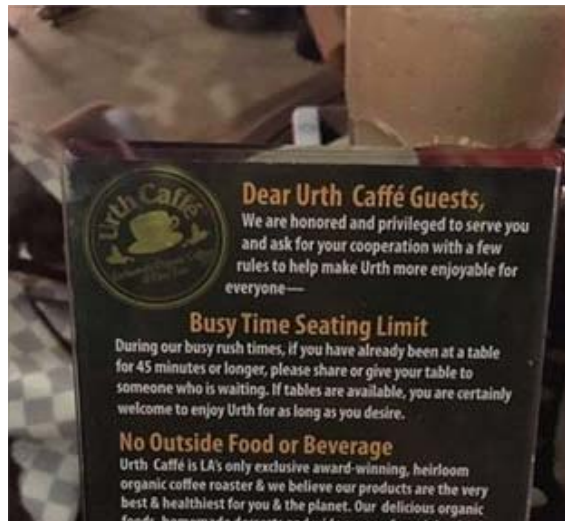 Urth Caffé
Dear Urth Caffé Guests,
We are honored and privileged to serve you
and ask for your cooperation with a few
rules to help make Urth more enjoyable for
everyone—
Busy Time Seating Limit
During our busy rush times, if you have already been at a table
for 45 minutes or longer, please share or give your table to
someone who is waiting. If tables are available, you are certainly
welcome to enjoy Urth for as long as you desire.
No Outside Food or Beverage
Urth Caffé is LA's only exclusive award-winning, heirloom
organic coffee roaster & we believe our products are the very
best & healthiest for you & the planet. Our delicious organic
foods, homemade desserts and